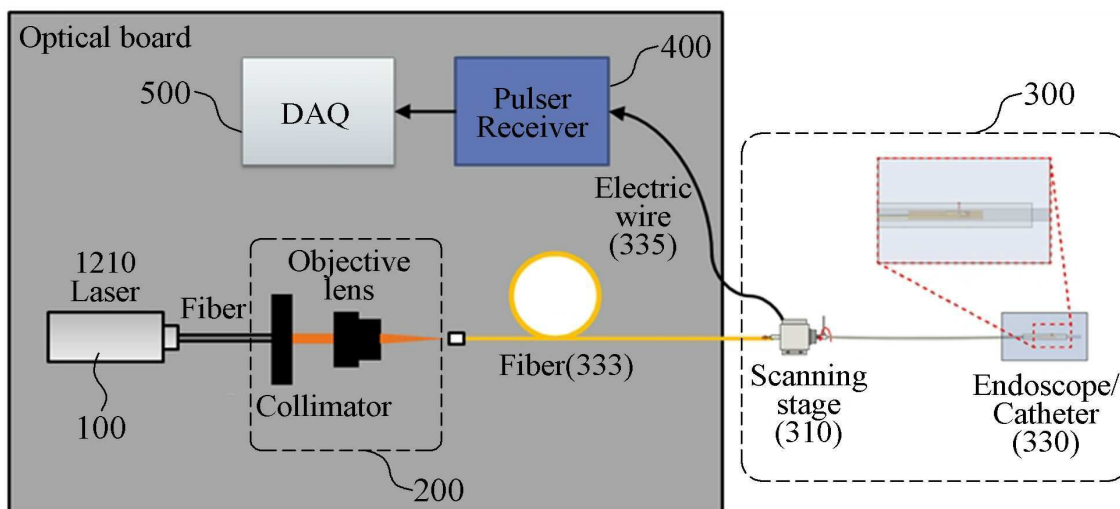 Optical board
500
DAQ
Pulser
Receiver
400
300
Electric
wire
(335)
1210
Laser
Fiber
Objective
lens
Collimator
100
200
Fiber(333)
Scanning
stage
(310)
Endoscope/
Catheter
(330)